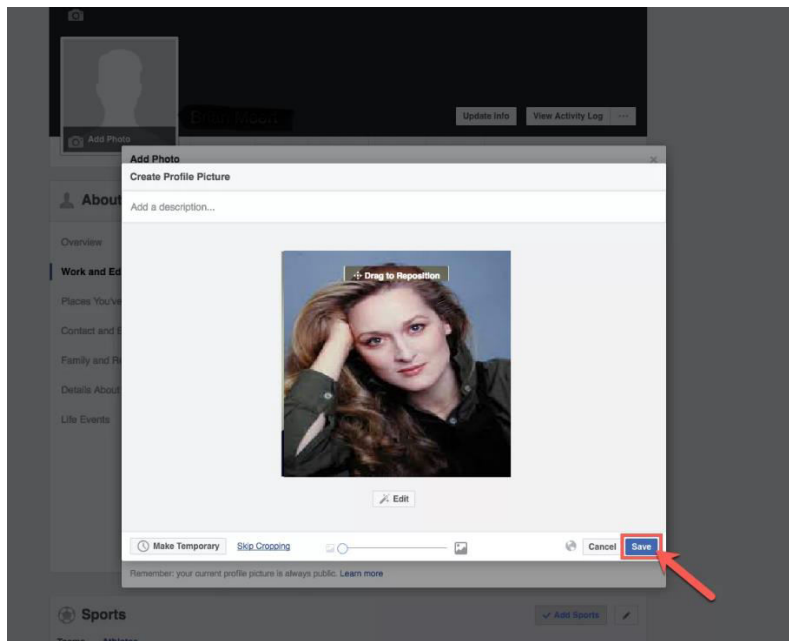 Add Photo
Update Info
View Activity Log
Add Photo
Create Profile Picture
Add a description...
About
Overview
Work and Ed
Places You've
Contact and
Family and Re
Details About
Life Events
Drag to Reposition
Edit
Make Temporary
Skip Cropping
Cancel
Save
Remember: your current profile picture is always public. Learn more
Sports
Add Sports